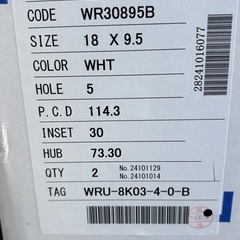 CODE WR30895B
SIZE 18 X 9.5
COLOR WHT
HOLE 5
P.C.D 114.3
INSET 30
HUB 73.30
QTY 2 No.24101129
No.24101014
TAG WRU-8K03-4-0-B
28241016077